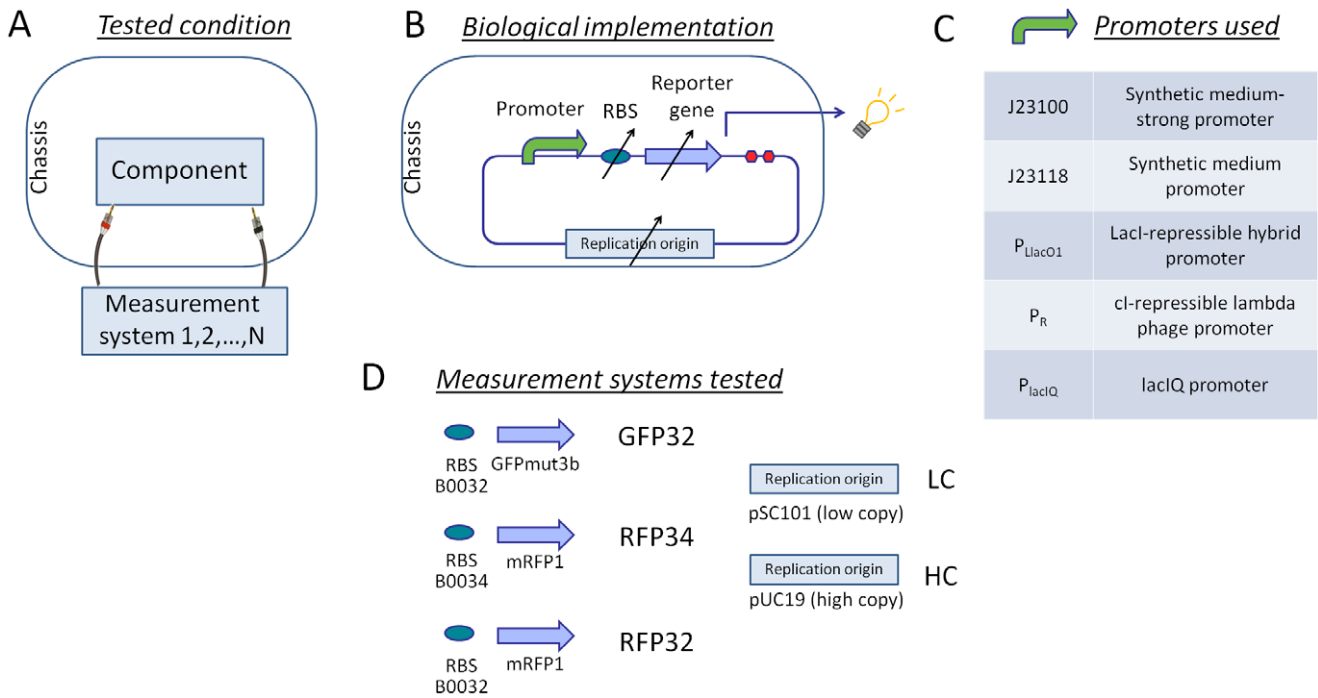 A
Tested condition
Chassis
Component
Measurement
system 1,2,...,N
B
Biological implementation
Chassis
Promoter
RBS
Reporter
gene
Replication origin
C
Promoters used
J23100
Synthetic medium-
strong promoter
J23118
Synthetic medium
promoter
PLlacO1
LacI-repressible hybrid
promoter
PR
cI-repressible lambda
phage promoter
PlacIQ
lacIQ promoter
D
Measurement systems tested
RBS
B0032
GFPmut3b
GFP32
RBS
B0034
mRFP1
RFP34
RBS
B0032
mRFP1
RFP32
Replication origin
LC
pSC101 (low copy)
Replication origin
HC
pUC19 (high copy)